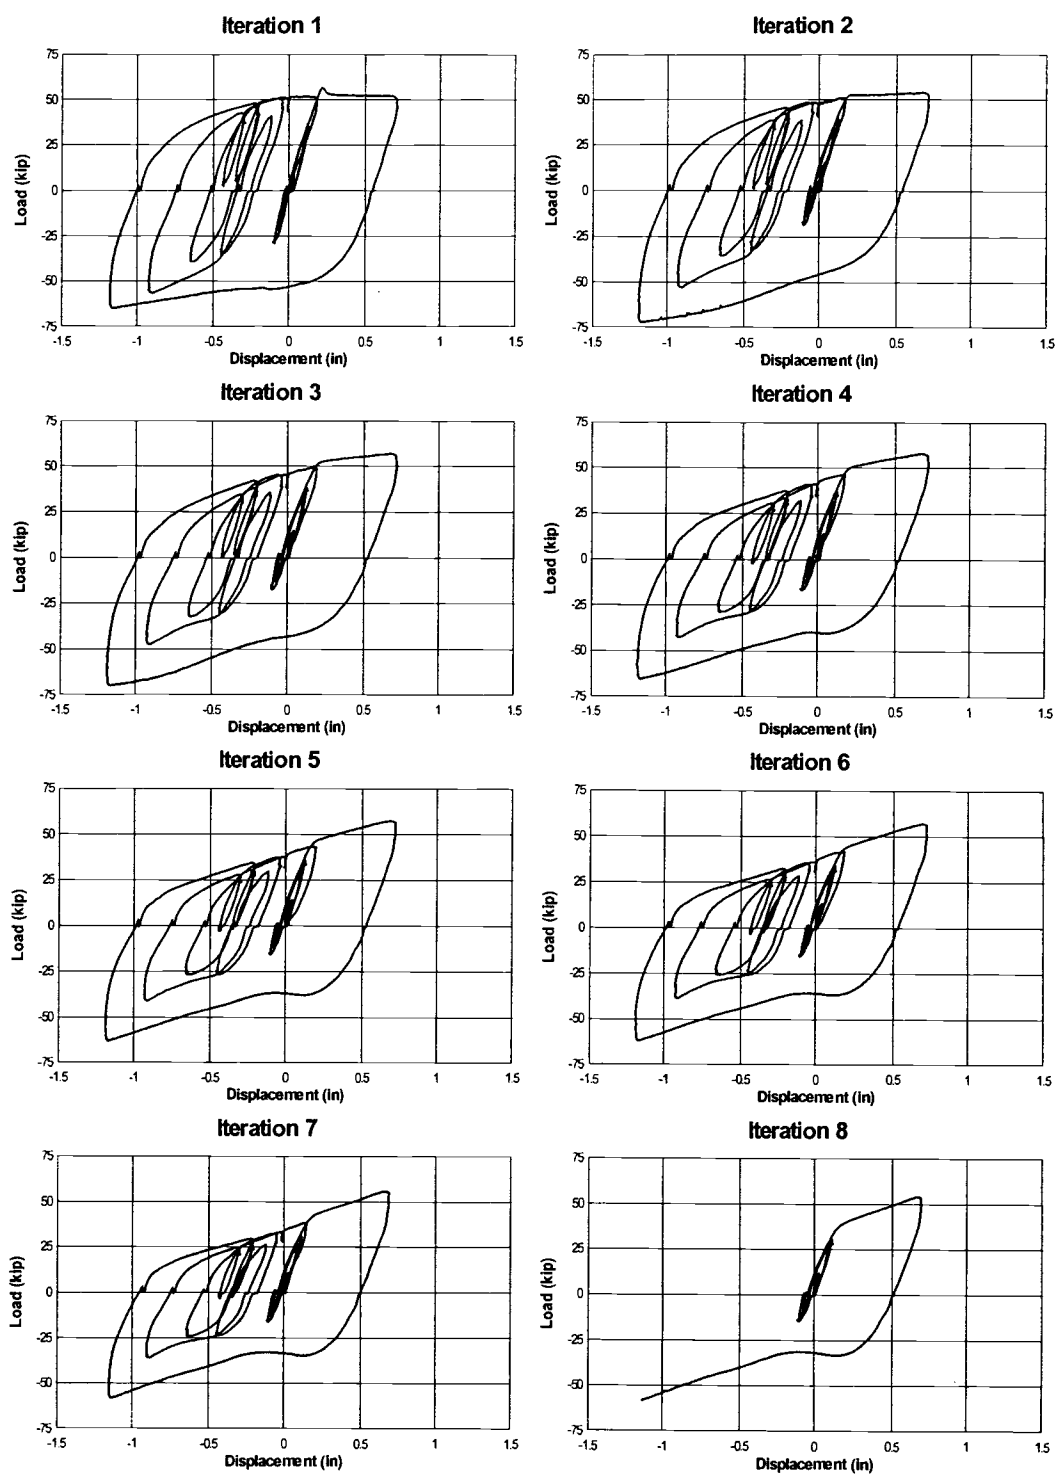 Iteration 1
75
50
25
0
-25
-50
-75
Load (kip)
-1.5 -1 -0.5 0 0.5 1 1.5
Displacement (in)
Iteration 2
75
50
25
0
-25
-50
-75
Load (kip)
-1.5 -1 -0.5 0 0.5 1 1.5
Displacement (in)
Iteration 3
75
50
25
0
-25
-50
-75
Load (kip)
-1.5 -1 -0.5 0 0.5 1 1.5
Displacement (in)
Iteration 4
75
50
25
0
-25
-50
-75
Load (kip)
-1.5 -1 -0.5 0 0.5 1 1.5
Displacement (in)
Iteration 5
75
50
25
0
-25
-50
-75
Load (kip)
-1.5 -1 -0.5 0 0.5 1 1.5
Displacement (in)
Iteration 6
75
50
25
0
-25
-50
-75
Load (kip)
-1.5 -1 -0.5 0 0.5 1 1.5
Displacement (in)
Iteration 7
75
50
25
0
-25
-50
-75
Load (kip)
-1.5 -1 -0.5 0 0.5 1 1.5
Displacement (in)
Iteration 8
75
50
25
0
-25
-50
-75
Load (kip)
-1.5 -1 -0.5 0 0.5 1 1.5
Displacement (in)